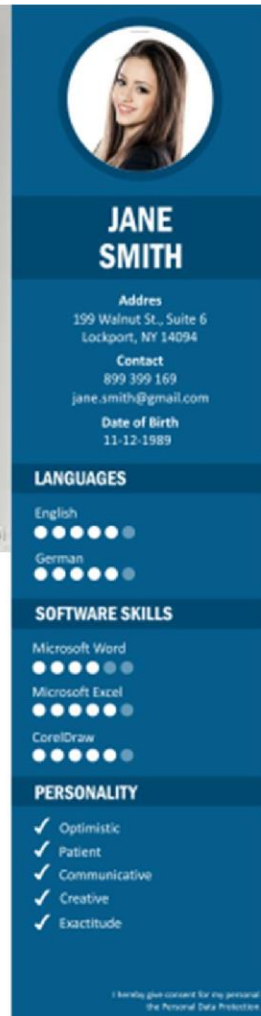 JANE
SMITH
Addres
199 Walnut St., Suite 6
Lockport, NY 14094
Contact
899 399 169
jane.smith@gmail.com
Date of Birth
11-12-1989
LANGUAGES
English
German
SOFTWARE SKILLS
Microsoft Word
Microsoft Excel
CorelDraw
PERSONALITY
Optimistic
Patient
Communicative
Creative
Exactitude
I hereby give consent for my personal
the Personal Data Protection